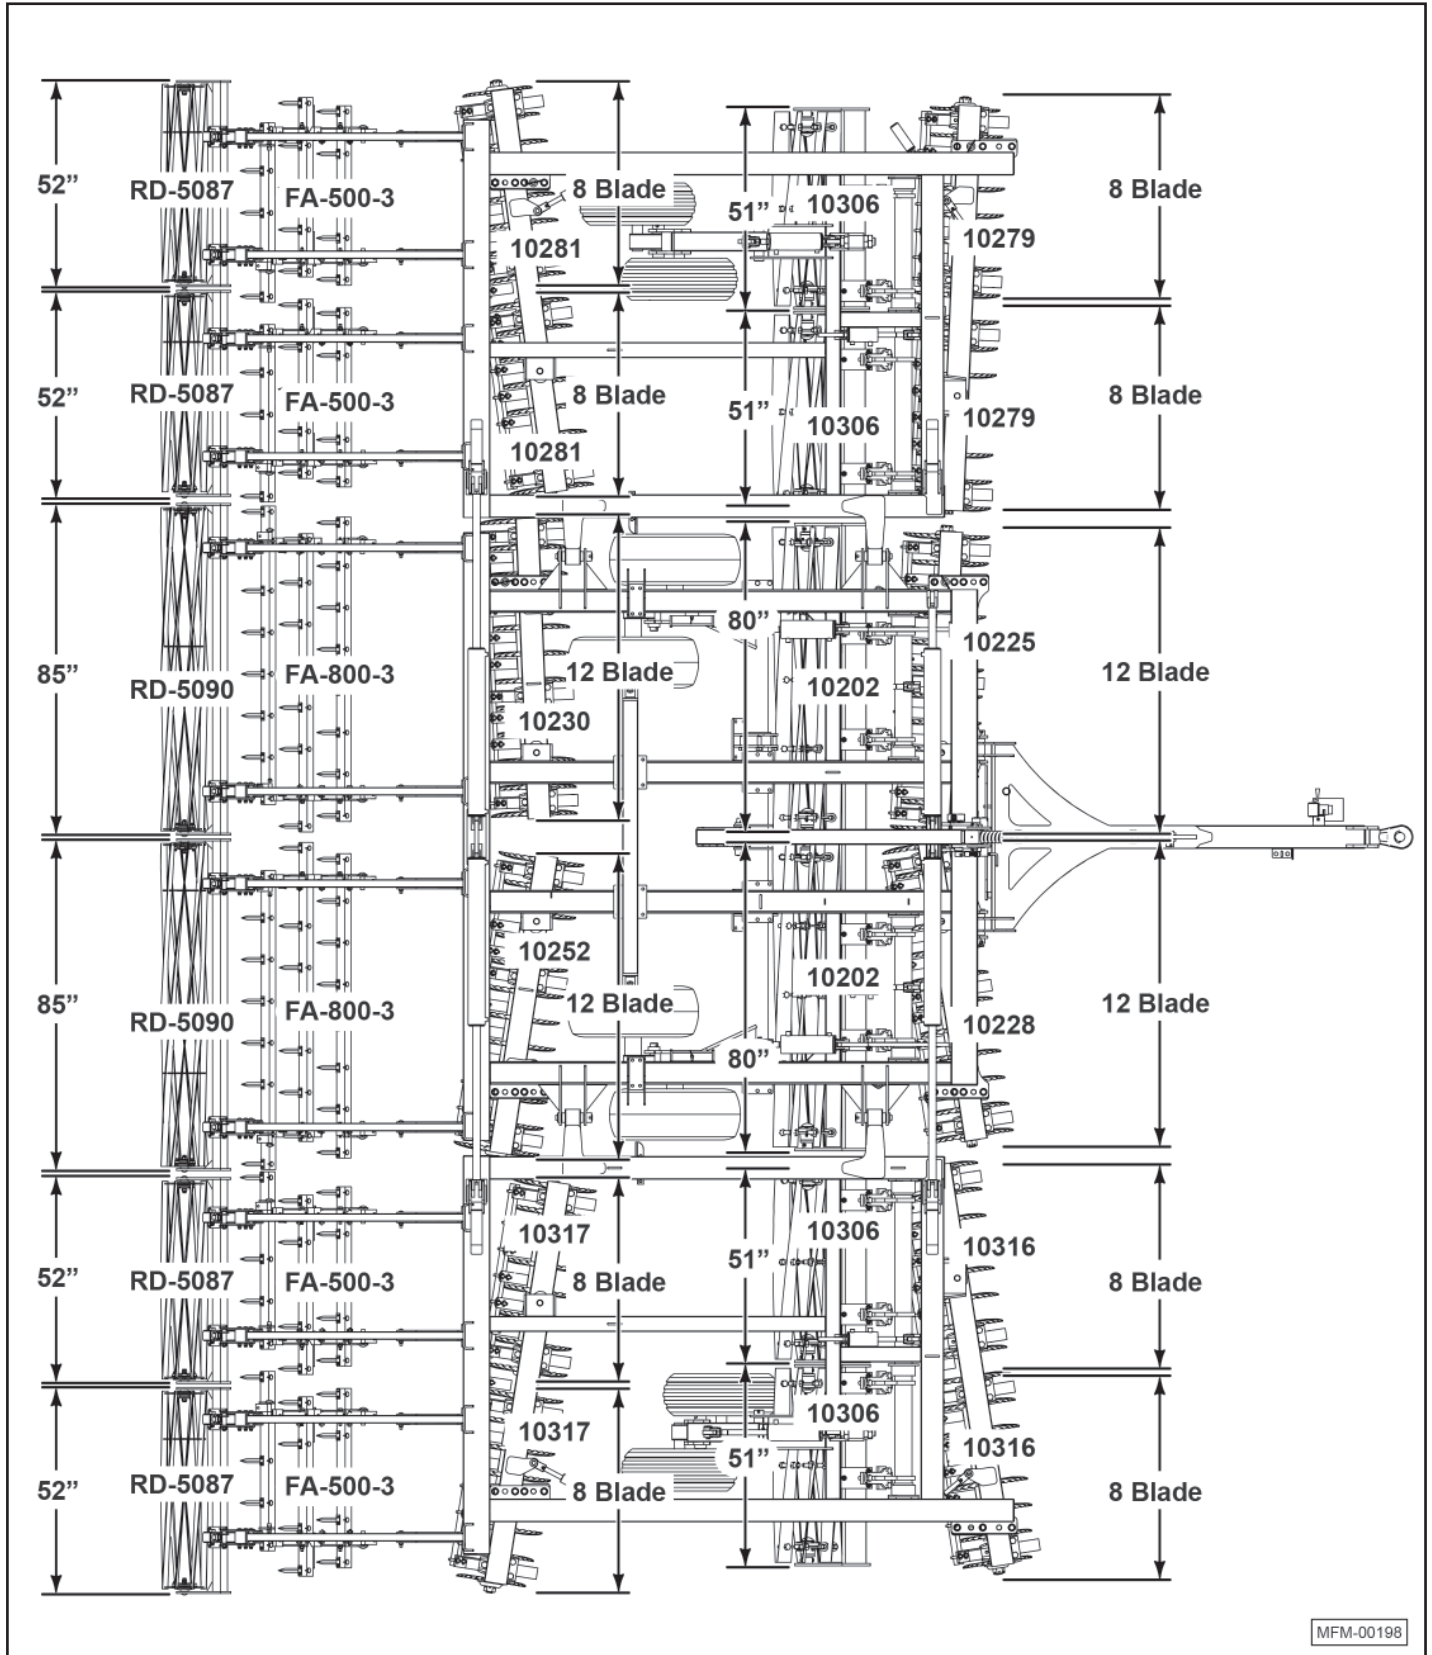 52”
RD-5087
FA-500-3
8 Blade
51”
10306
8 Blade
10281
10279
52”
RD-5087
FA-500-3
8 Blade
51”
10306
8 Blade
10281
10279
80”
10225
85”
RD-5090
FA-800-3
12 Blade
10202
12 Blade
10230
10252
10202
85”
RD-5090
FA-800-3
12 Blade
10228
12 Blade
80”
10317
10306
10316
52”
RD-5087
FA-500-3
8 Blade
51”
8 Blade
10317
10306
10316
52”
RD-5087
FA-500-3
8 Blade
51”
8 Blade
MFM-00198